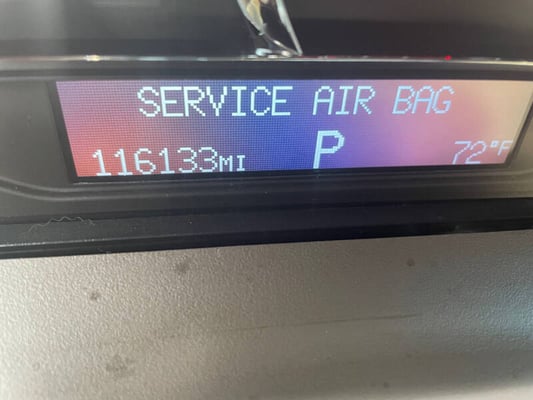 SERVICE AIR BAG
116133MI P 72°F